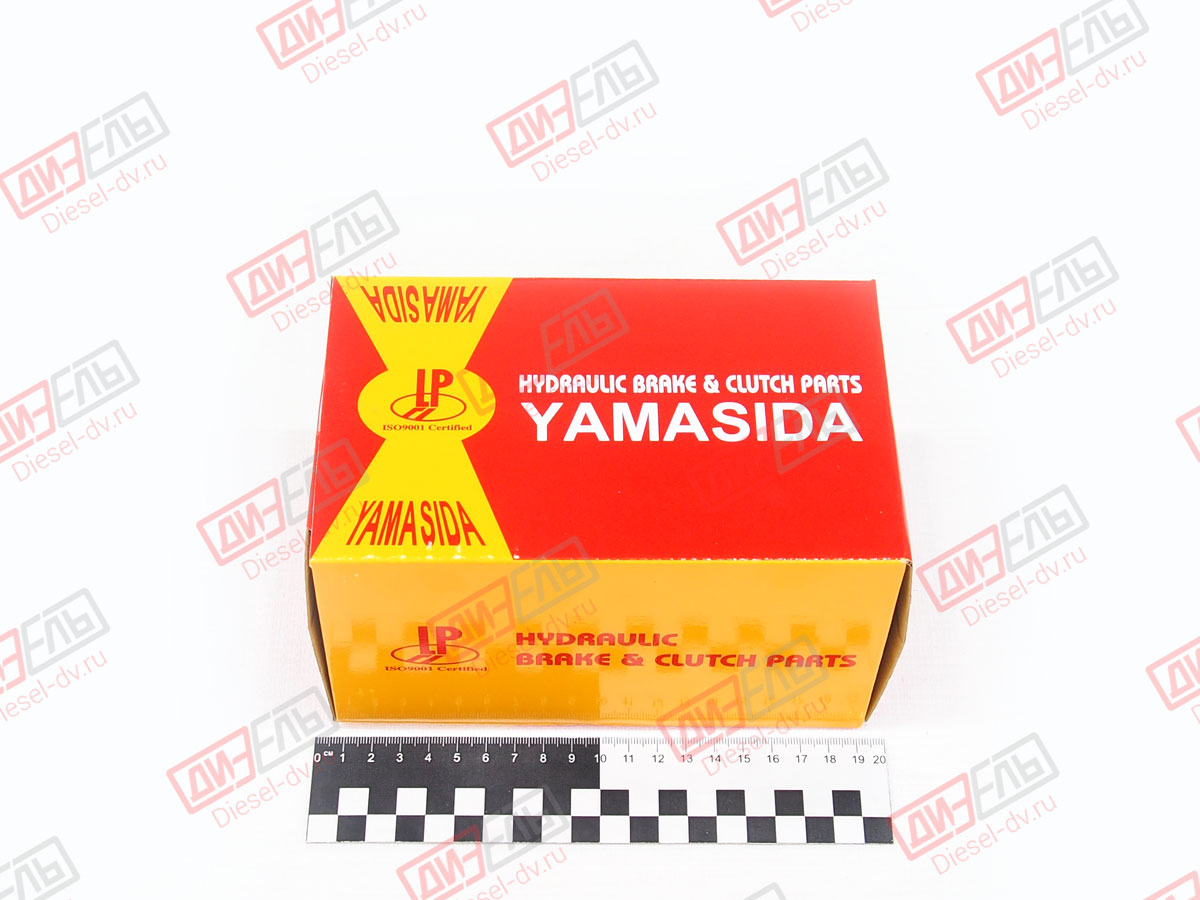 YAMASIDA
LP
ISO9001 Certified
HYDRAULIC BRAKE & CLUTCH PARTS
YAMASIDA
YAMASIDA
LP
ISO9001 Certified
HYDRAULIC
BRAKE & CLUTCH PARTS
0 CM 1 2 3 4 5 6 7 8 9 10 11 12 13 14 15 16 17 18 19 20
ДИЗЕЛЬ
Diesel-dv.ru